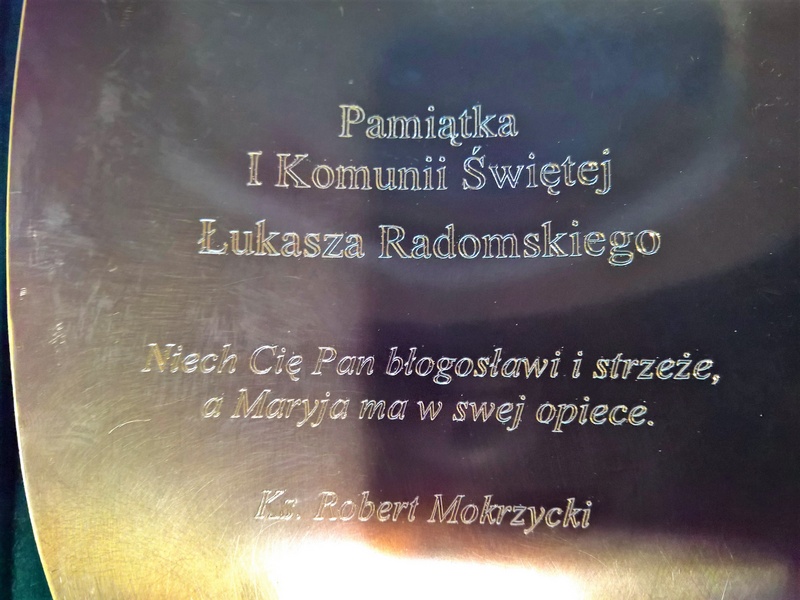 Pamiątka
I Komunii Świętej
Łukasza Radomskiego
Niech Cię Pan błogosławi i strzeże,
a Maryja ma w swej opiece.
Ks. Robert Mokrzycki